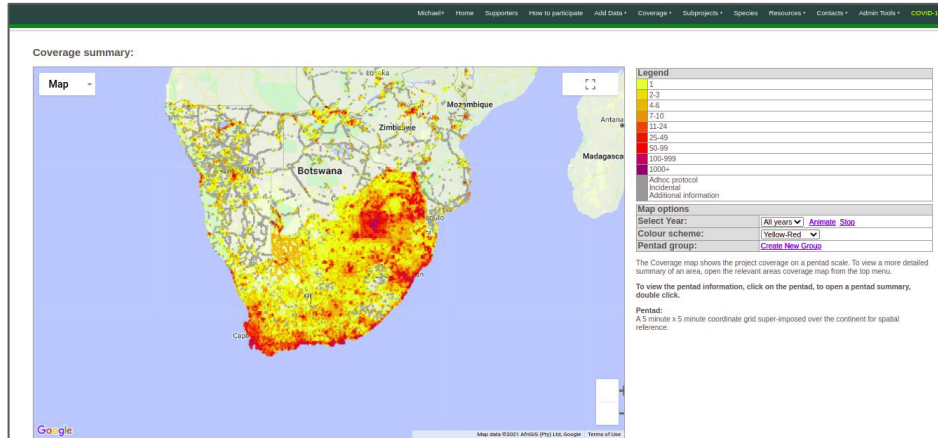 Michael+ Home Supporters How to participate Add Data Coverage Subprojects Species Resources Contacts Admin Tools COVID-1
Coverage summary:
Map
Mozambique
Zimbabwe
Botswana
Antana
Madagasca
Cape
Google
Map data ©2021 AfriGIS (Pty) Ltd, Google Terms of Use
Legend
1
2-3
4-6
7-10
11-24
25-49
50-99
100-999
1000+
Adhoc protocol
Incidental
Additional information
Map options
Select Year: All years Animate Stop
Colour scheme: Yellow-Red
Pentad group: Create New Group
The Coverage map shows the project coverage on a pentad scale. To view a more detailed
summary of an area, open the relevant areas coverage map from the top menu.
To view the pentad information, click on the pentad, to open a pentad summary,
double click.
Pentad:
A 5 minute x 5 minute coordinate grid super-imposed over the continent for spatial
reference.